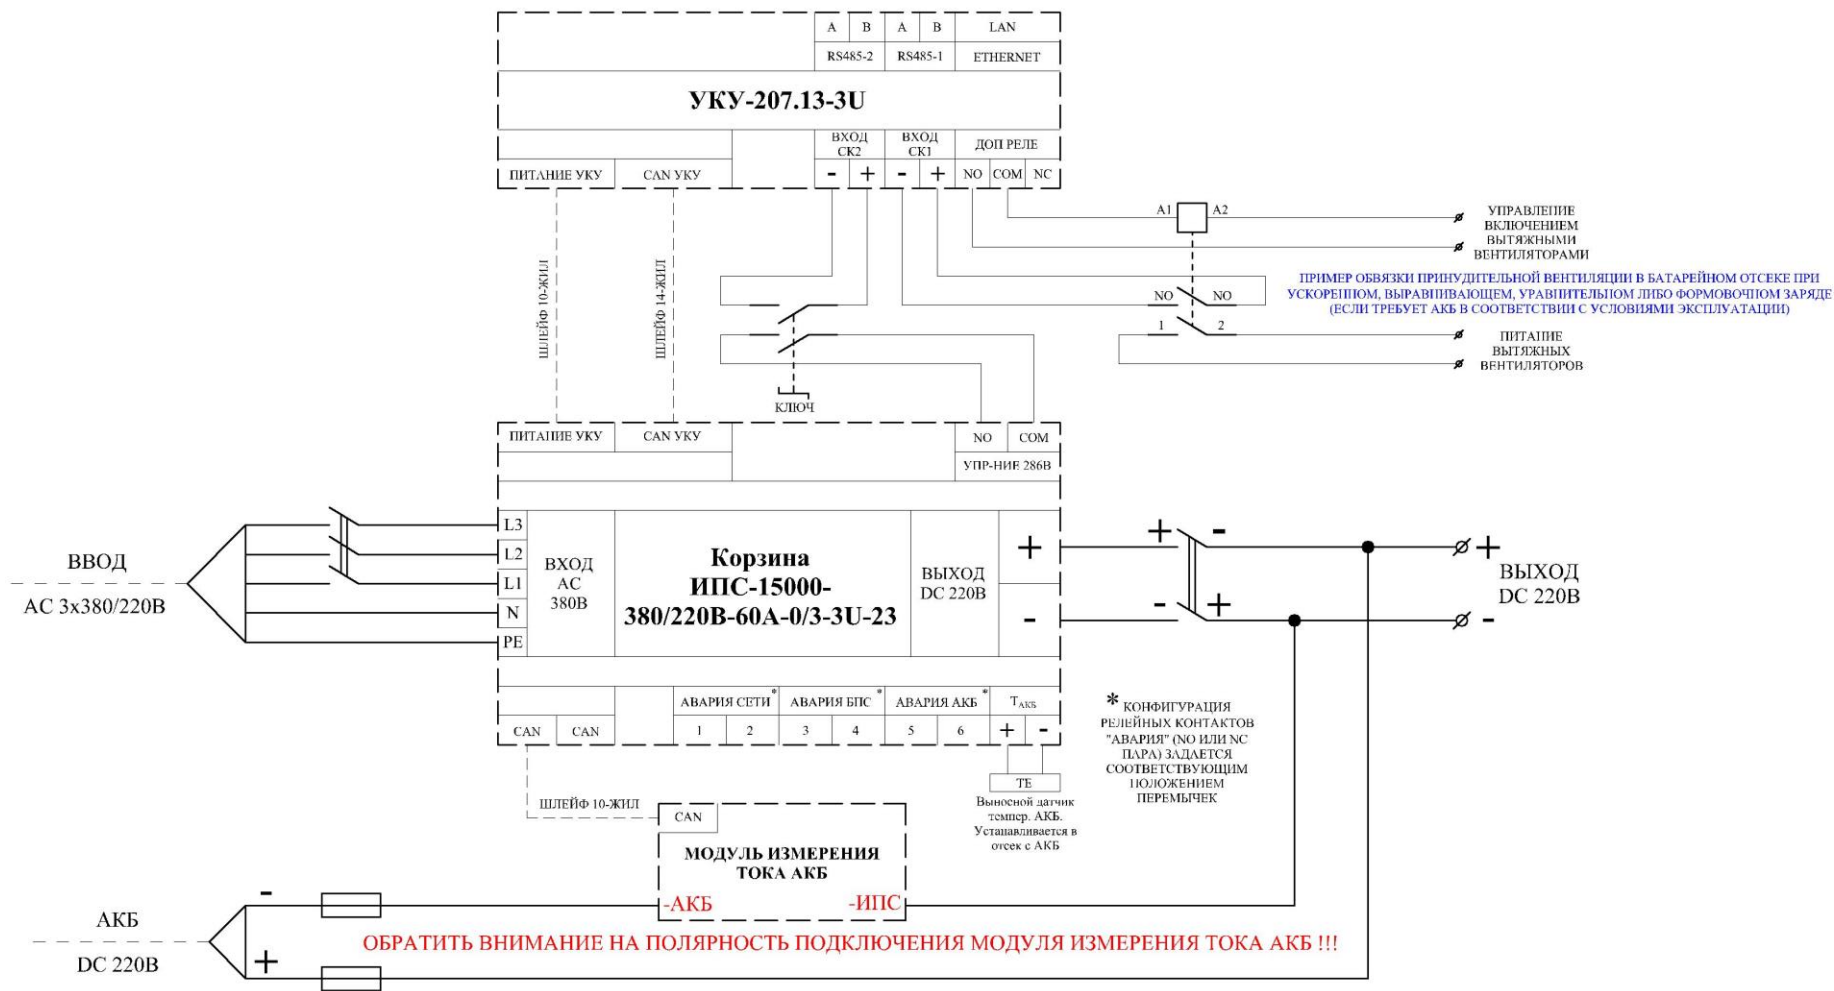 A B A B LAN
RS485-2 RS485-1 ETHERNET
УКУ-207.13-3U
ВХОД СК2
ВХОД СК1
ДОП РЕЛЕ
ПИТАНИЕ УКУ CAN УКУ - + - + NO COM NC
A1 A2
УПРАВЛЕНИЕ
ВКЛЮЧЕНИЕМ
ВЫТЯЖНЫМИ
ВЕНТИЛЯТОРАМИ
ШЛЕЙФ 10-ЖИЛ
ШЛЕЙФ 14-ЖИЛ
ПРИМЕР ОБВЯЗКИ ПРИНУДИТЕЛЬНОЙ ВЕНТИЛЯЦИИ В БАТАРЕЙНОМ ОТСЕКЕ ПРИ
УСКОРЕННОМ, ВЫРАВНИВАЮЩЕМ, УРАВНИТЕЛЬНОМ ЛИБО ФОРМОВОЧНОМ ЗАРЯДЕ
(ЕСЛИ ТРЕБУЕТ АКБ В СООТВЕТСТВИИ С УСЛОВИЯМИ ЭКСПЛУАТАЦИИ)
NO NO
1 2
ПИТАНИЕ
ВЫТЯЖНЫХ
ВЕНТИЛЯТОРОВ
КЛЮЧ
ПИТАНИЕ УКУ CAN УКУ NO COM
УПР-НИЕ 286В
ВВОД
AC 3x380/220В
L3
L2
L1
N
PE
ВХОД
AC
380В
Корзина
ИПС-15000-
380/220В-60А-0/3-3U-23
ВЫХОД
DC 220В
+
-
+ -
- +
+
-
ВЫХОД
DC 220В
АВАРИЯ СЕТИ* АВАРИЯ БПС* АВАРИЯ АКБ* TАКБ
CAN CAN 1 2 3 4 5 6 + -
* КОНФИГУРАЦИЯ
РЕЛЕЙНЫХ КОНТАКТОВ
"АВАРИЯ" (NO ИЛИ NC
ПАРА) ЗАДАЕТСЯ
СООТВЕТСТВУЮЩИМ
ПОЛОЖЕНИЕМ
ПЕРЕМЫЧЕК
TE
Выносной датчик
темпер. АКБ.
Устанавливается в
отсек с АКБ
ШЛЕЙФ 10-ЖИЛ
CAN
МОДУЛЬ ИЗМЕРЕНИЯ
ТОКА АКБ
-АКБ -ИПС
АКБ
DC 220В
-
+
ОБРАТИТЬ ВНИМАНИЕ НА ПОЛЯРНОСТЬ ПОДКЛЮЧЕНИЯ МОДУЛЯ ИЗМЕРЕНИЯ ТОКА АКБ !!!